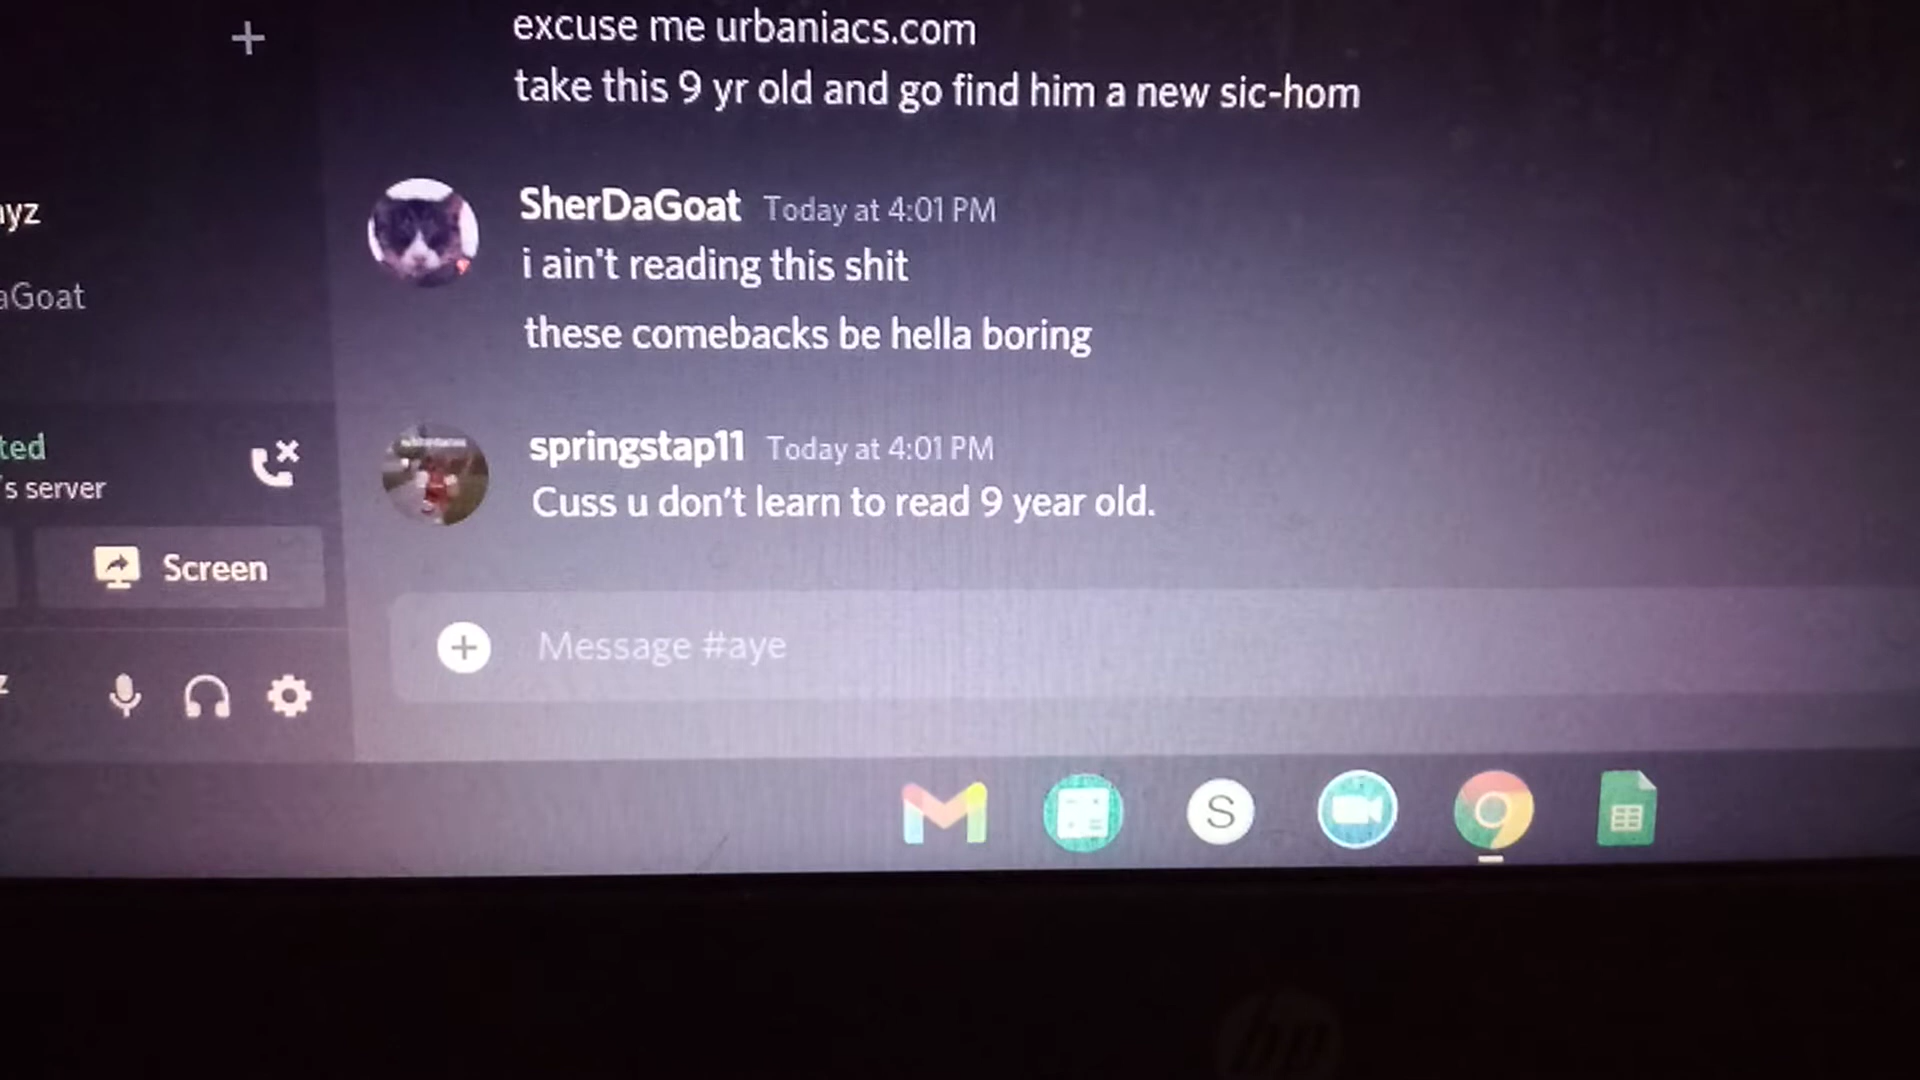 excuse me urbaniacs.com
take this 9 yr old and go find him a new sic-hom
ayz
SherDaGoat Today at 4:01 PM
i ain't reading this shit
aGoat
these comebacks be hella boring
ted
springstap11 Today at 4:01 PM
's server
Cuss u don’t learn to read 9 year old.
Screen
Message #aye
z
S
hp